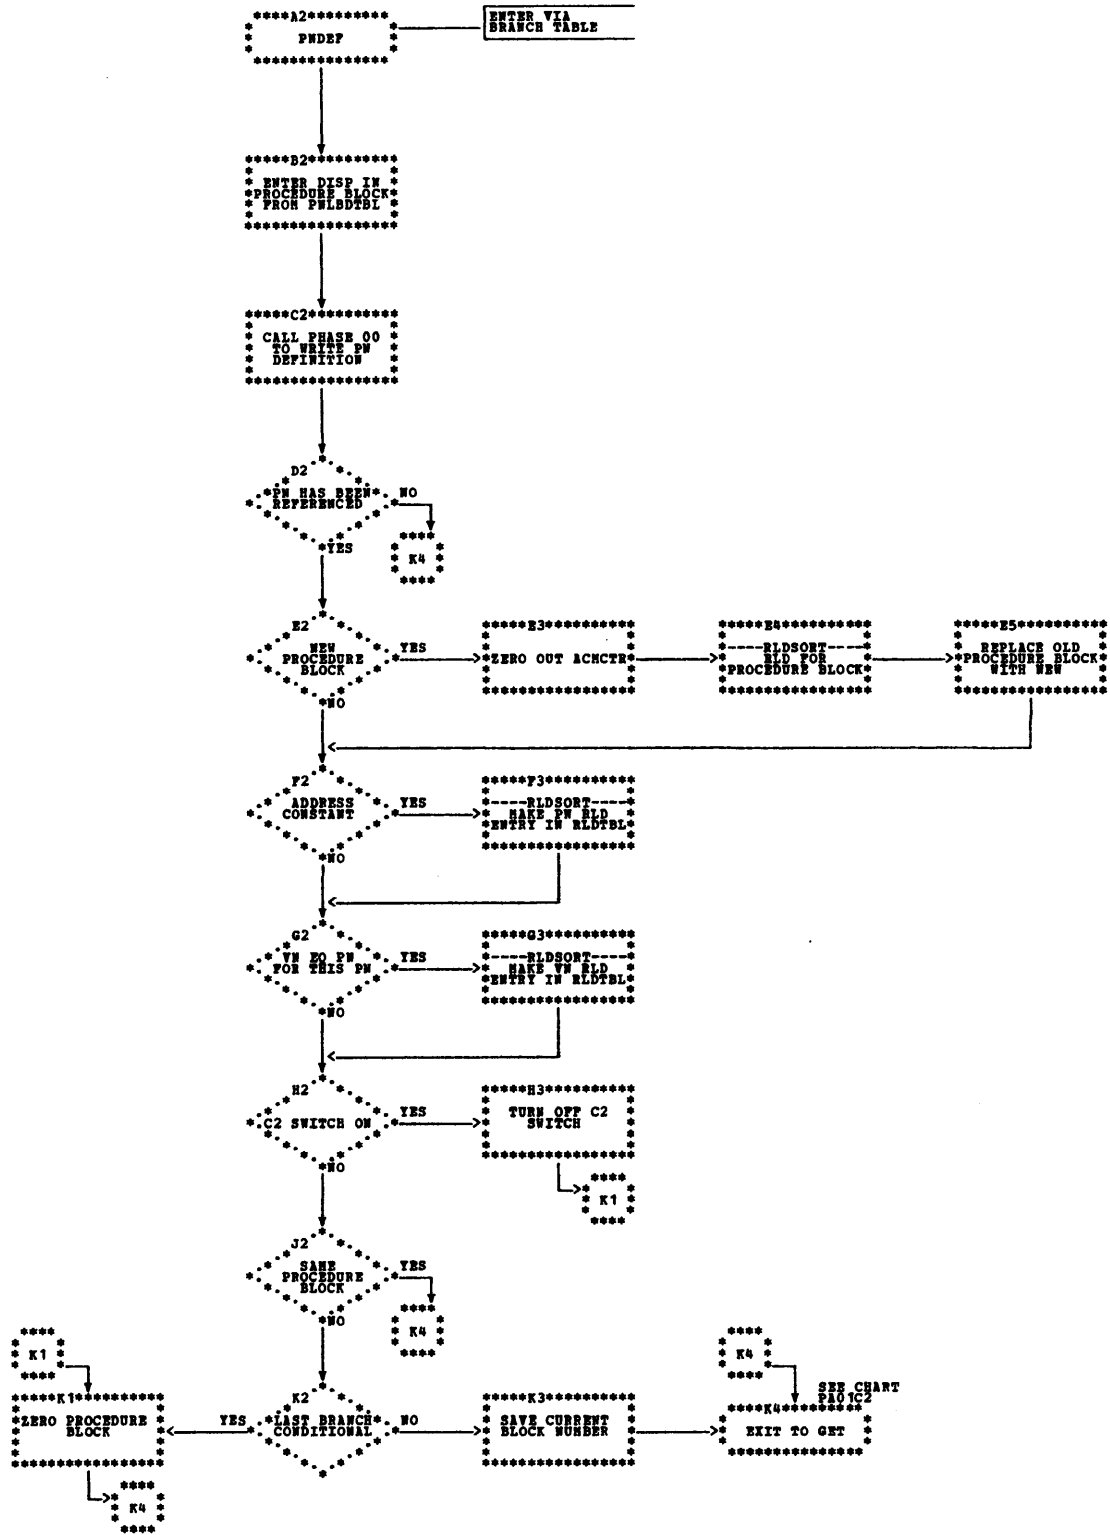 ****A2*********
PNDEF
ENTER VIA
BRANCH TABLE
*****B2**********
ENTER DISP IN
PROCEDURE BLOCK
FROM PNLBDTBL
*****C2**********
CALL PHASE 00
TO WRITE PN
DEFINITION
D2
PN HAS BEEN
REFERENCED
NO
K4
YES
E2
NEW
PROCEDURE
BLOCK
YES
NO
*****E3**********
ZERO OUT ACMCTR
*****E4**********
----RLDSORT----
RLD FOR
PROCEDURE BLOCK
*****E5**********
REPLACE OLD
PROCEDURE BLOCK
WITH NEW
F2
ADDRESS
CONSTANT
YES
NO
*****F3**********
----RLDSORT----
MAKE PN RLD
ENTRY IN RLDTBL
G2
VN EQ PN
FOR THIS PN
YES
NO
*****G3**********
----RLDSORT----
MAKE VN RLD
ENTRY IN RLDTBL
H2
C2 SWITCH ON
YES
NO
*****H3**********
TURN OFF C2
SWITCH
K1
J2
SAME
PROCEDURE
BLOCK
YES
K4
NO
K1
*****K1**********
ZERO PROCEDURE
BLOCK
K4
K2
LAST BRANCH
CONDITIONAL
YES
NO
*****K3**********
SAVE CURRENT
BLOCK NUMBER
K4
SEE CHART
PA01C2
****K4*********
EXIT TO GET